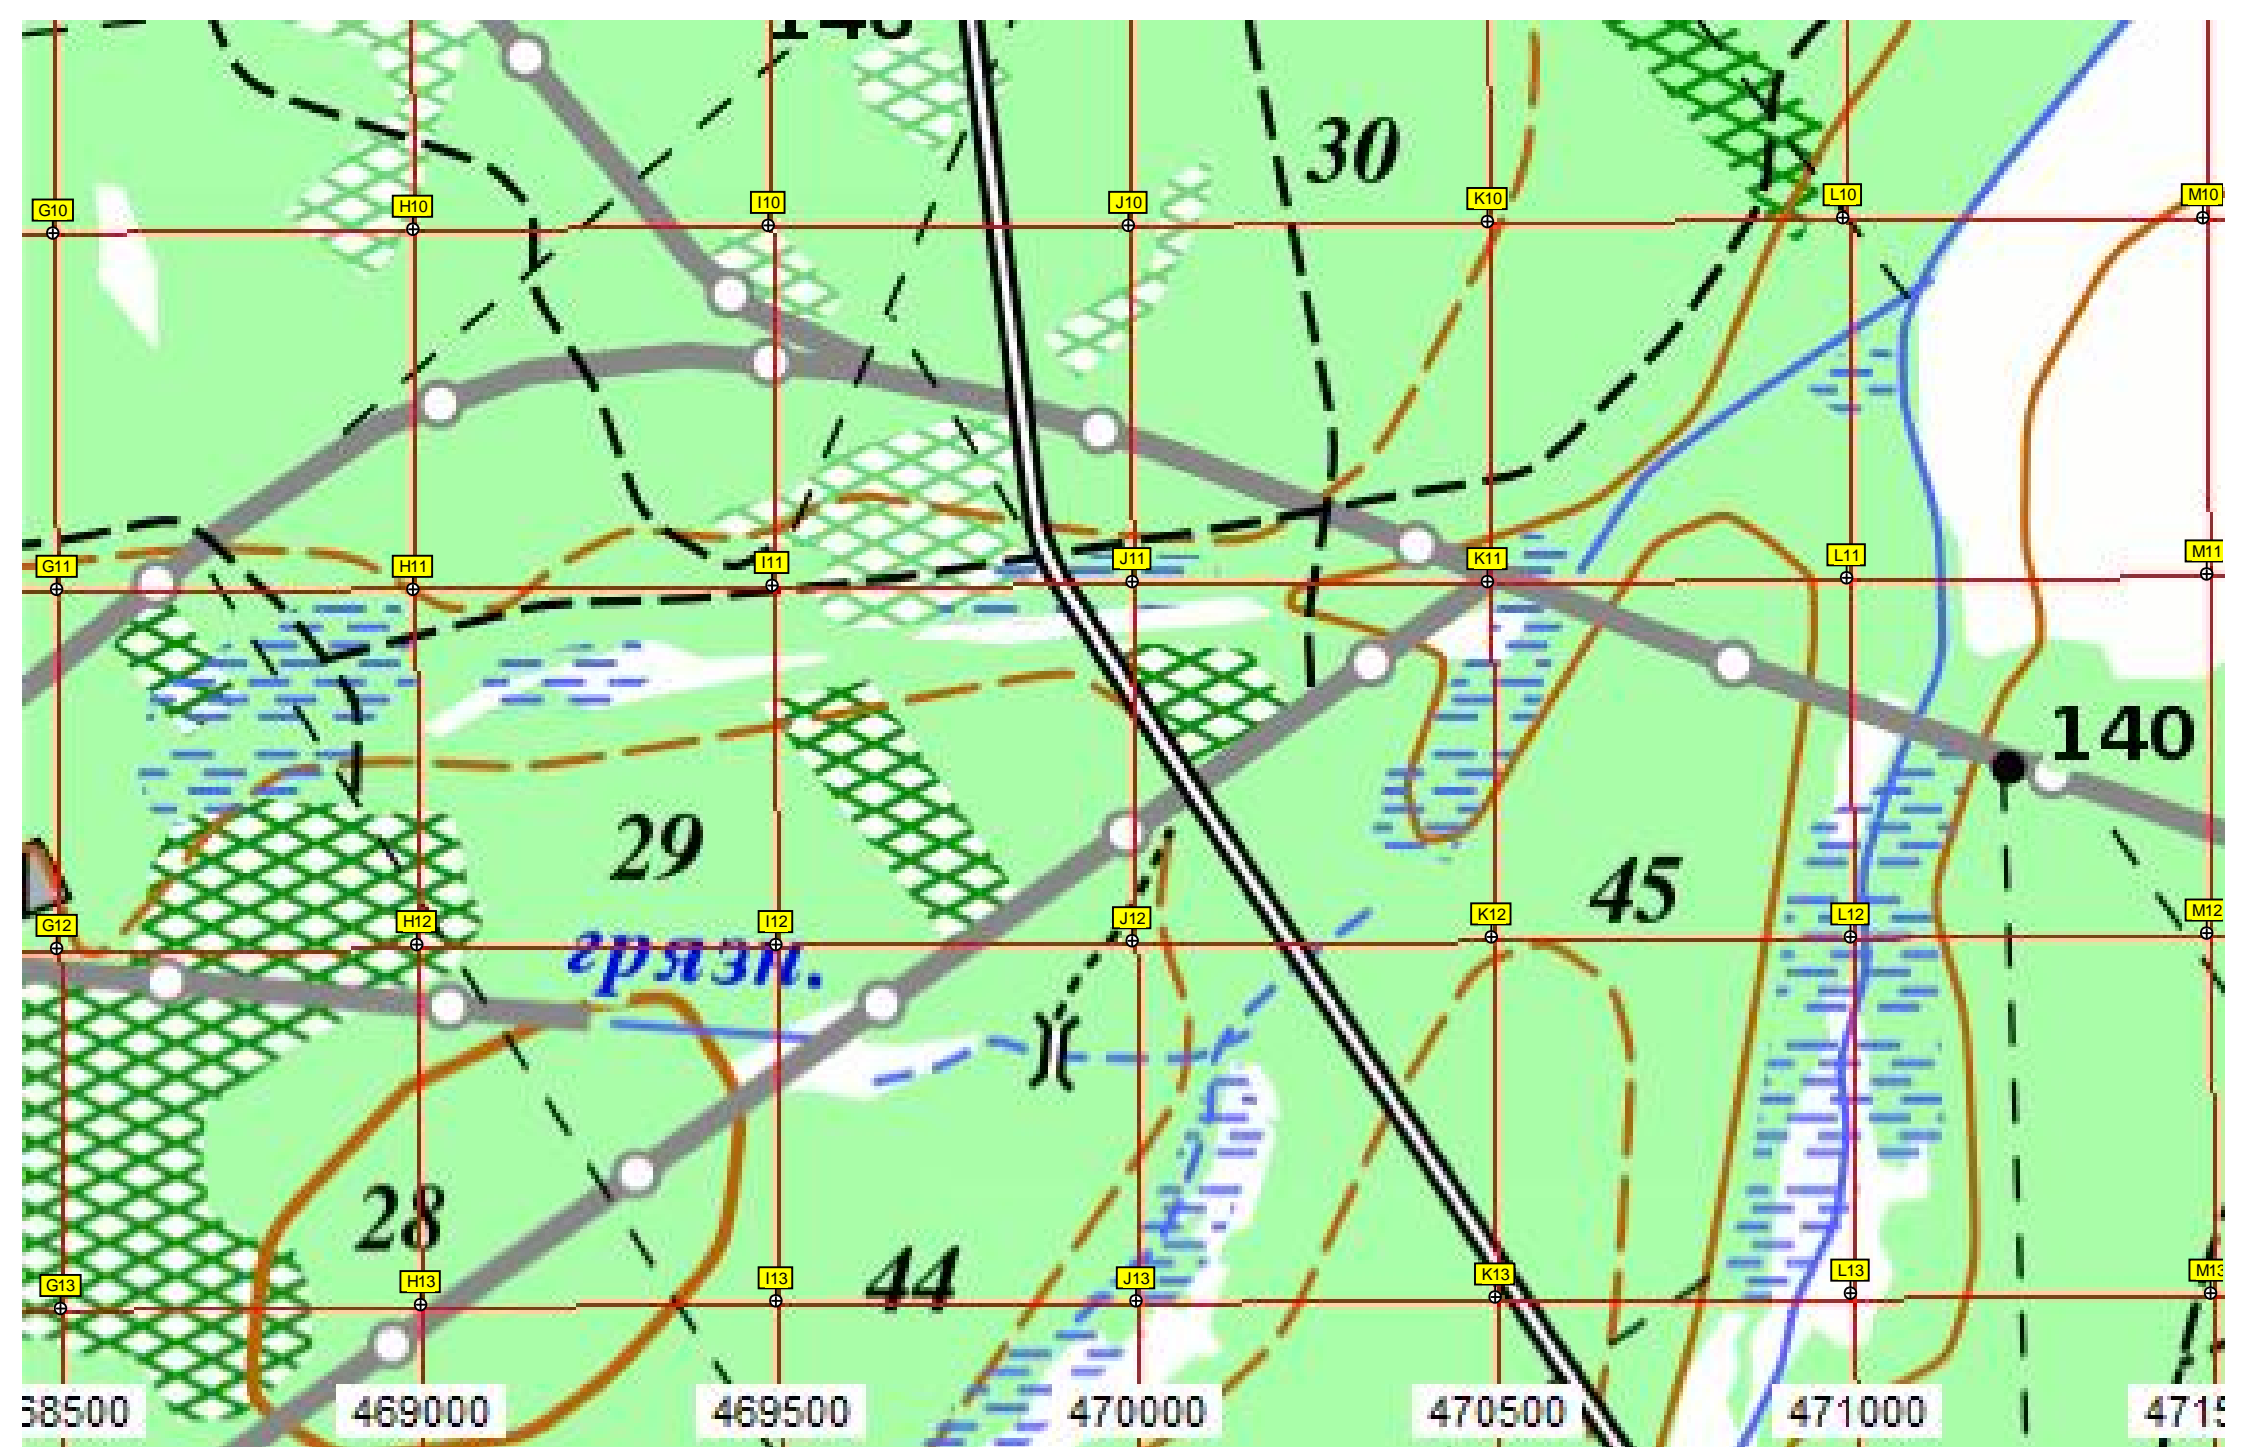 30
G10 H10 I10 J10 K10 L10 M10
G11 H11 I11 J11 K11 L11 M11
140
29
45
G12 H12 I12 J12 K12 L12 M12
грязн.
28
44
G13 H13 I13 J13 K13 L13 M13
469000 469500 470000 470500 471000